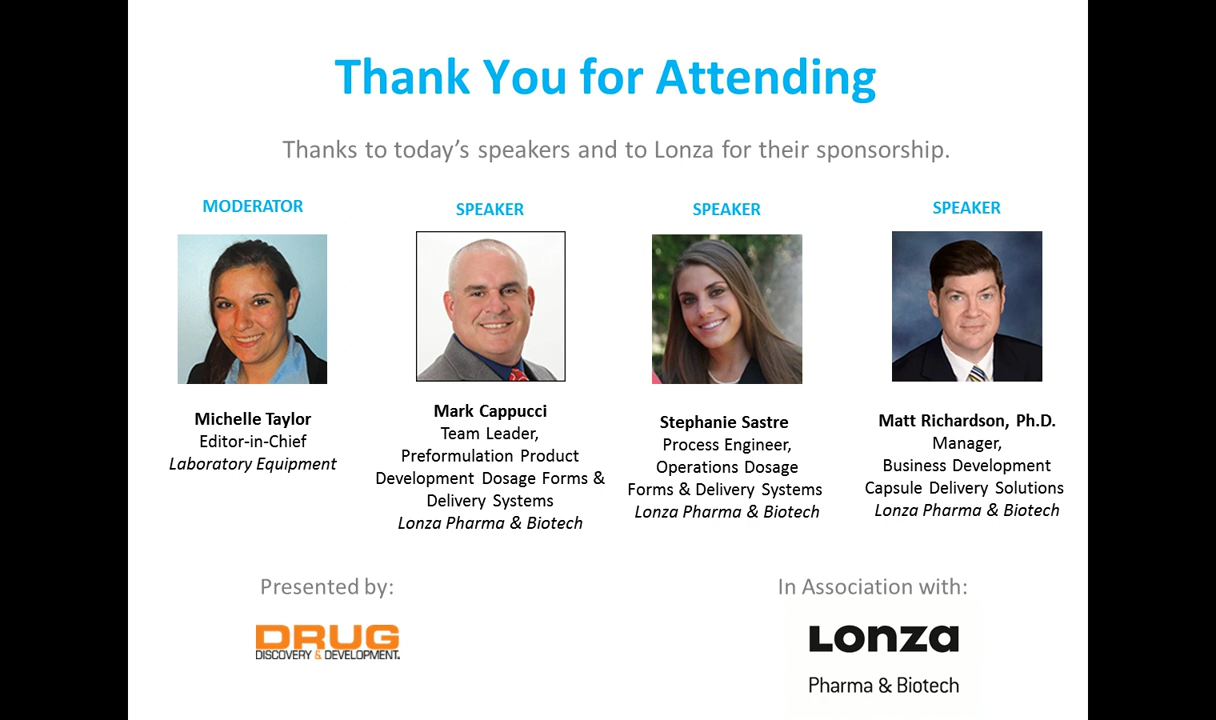 Thank You for Attending
Thanks to today's speakers and to Lonza for their sponsorship.
MODERATOR
Michelle Taylor
Editor-in-Chief
Laboratory Equipment
SPEAKER
Mark Cappucci
Team Leader,
Preformulation Product
Development Dosage Forms &
Delivery Systems
Lonza Pharma & Biotech
SPEAKER
Stephanie Sastre
Process Engineer,
Operations Dosage
Forms & Delivery Systems
Lonza Pharma & Biotech
SPEAKER
Matt Richardson, Ph.D.
Manager,
Business Development
Capsule Delivery Solutions
Lonza Pharma & Biotech
Presented by:
DRUG
DISCOVERY & DEVELOPMENT.
In Association with:
Lonza
Pharma & Biotech